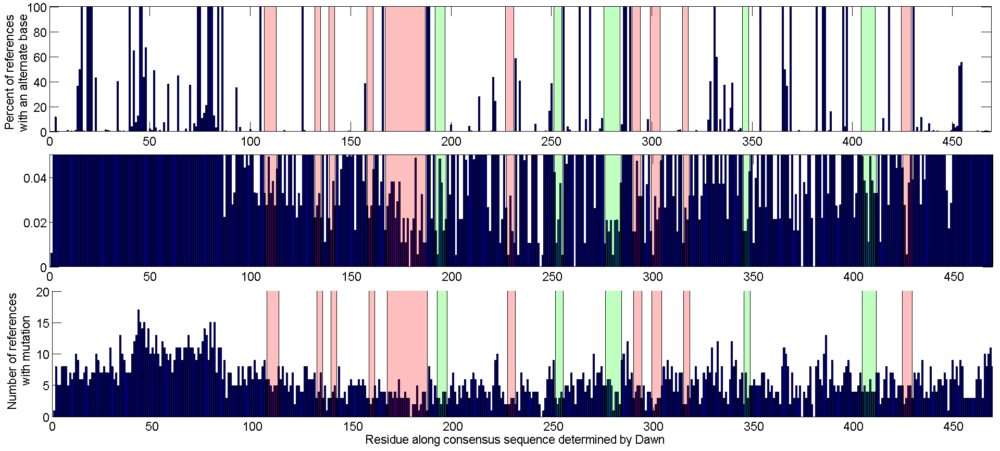 Percent of references
with an alternate base
100
80
60
40
20
0
0 50 100 150 200 250 300 350 400 450
0.04
0.02
0
0 50 100 150 200 250 300 350 400 450
Number of references
with mutation
20
15
10
5
0
0 50 100 150 200 250 300 350 400 450
Residue along consensus sequence determined by Dawn